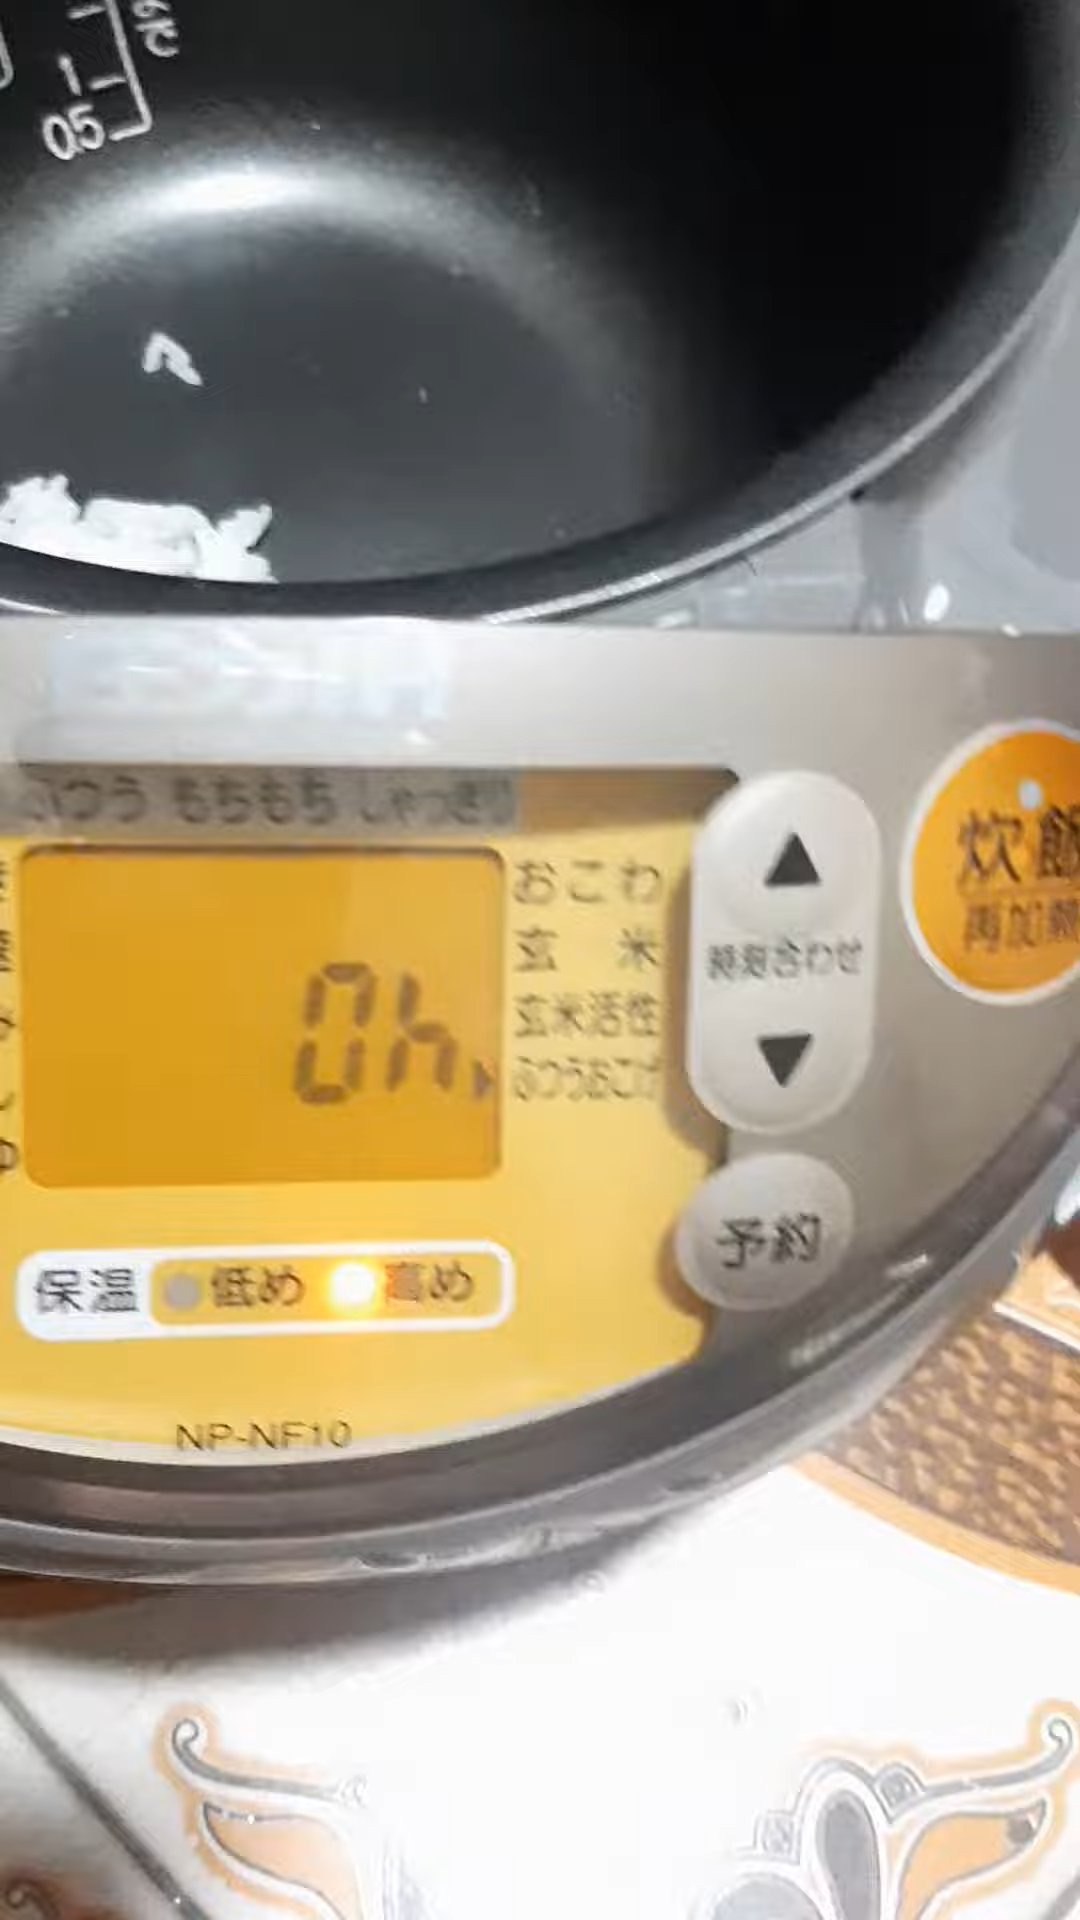 1
0.5
ふつう もちもち しゃっきり
おこわ
玄 米
玄米活性
ふつうおこげ
0h
時刻合わせ
炊飯
再加熱
予約
保温 低め 高め
NP-NF10